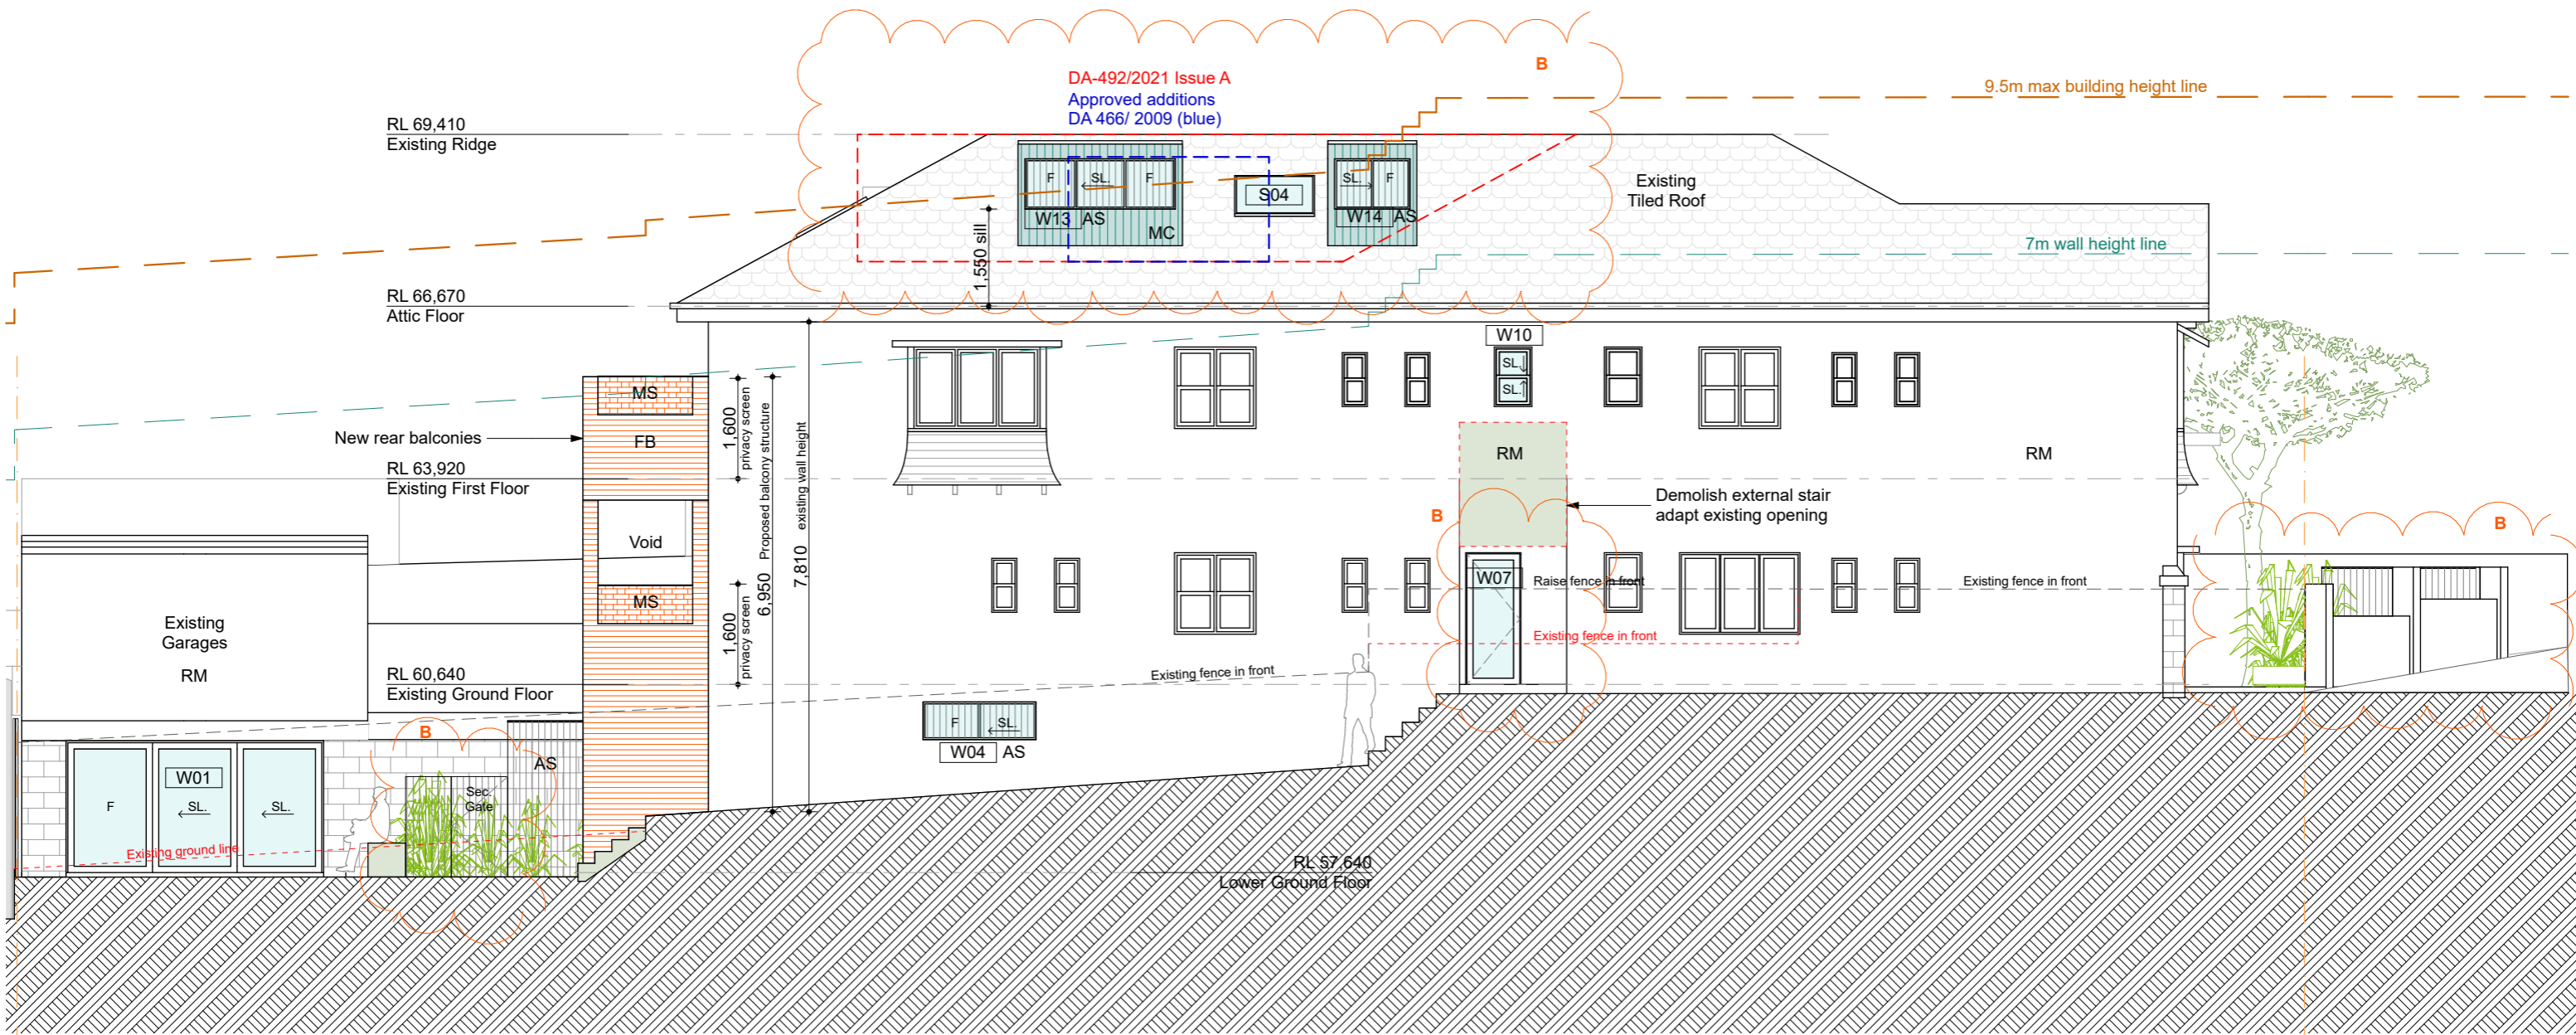 B
DA-492/2021 Issue A
Approved additions
DA 466/ 2009 (blue)
9.5m max building height line
RL 69,410
Existing Ridge
F
SL.
F
W13 AS
MC
S04
SL.
F
W14 AS
Existing
Tiled Roof
1,550 sill
7m wall height line
RL 66,670
Attic Floor
W10
SL.
SL.
MS
New rear balconies
FB
1,600
privacy screen
6,950 Proposed balcony structure
7,810 existing wall height
RL 63,920
Existing First Floor
RM
RM
Demolish external stair
adapt existing opening
B
B
Void
MS
1,600
privacy screen
W07
Raise fence in front
Existing fence in front
Existing
Garages
RM
Existing fence in front
RL 60,640
Existing Ground Floor
Existing fence in front
F
SL.
W04 AS
B
AS
W01
F
SL.
SL.
Sec.
Gate
Existing ground line
RL 57,640
Lower Ground Floor